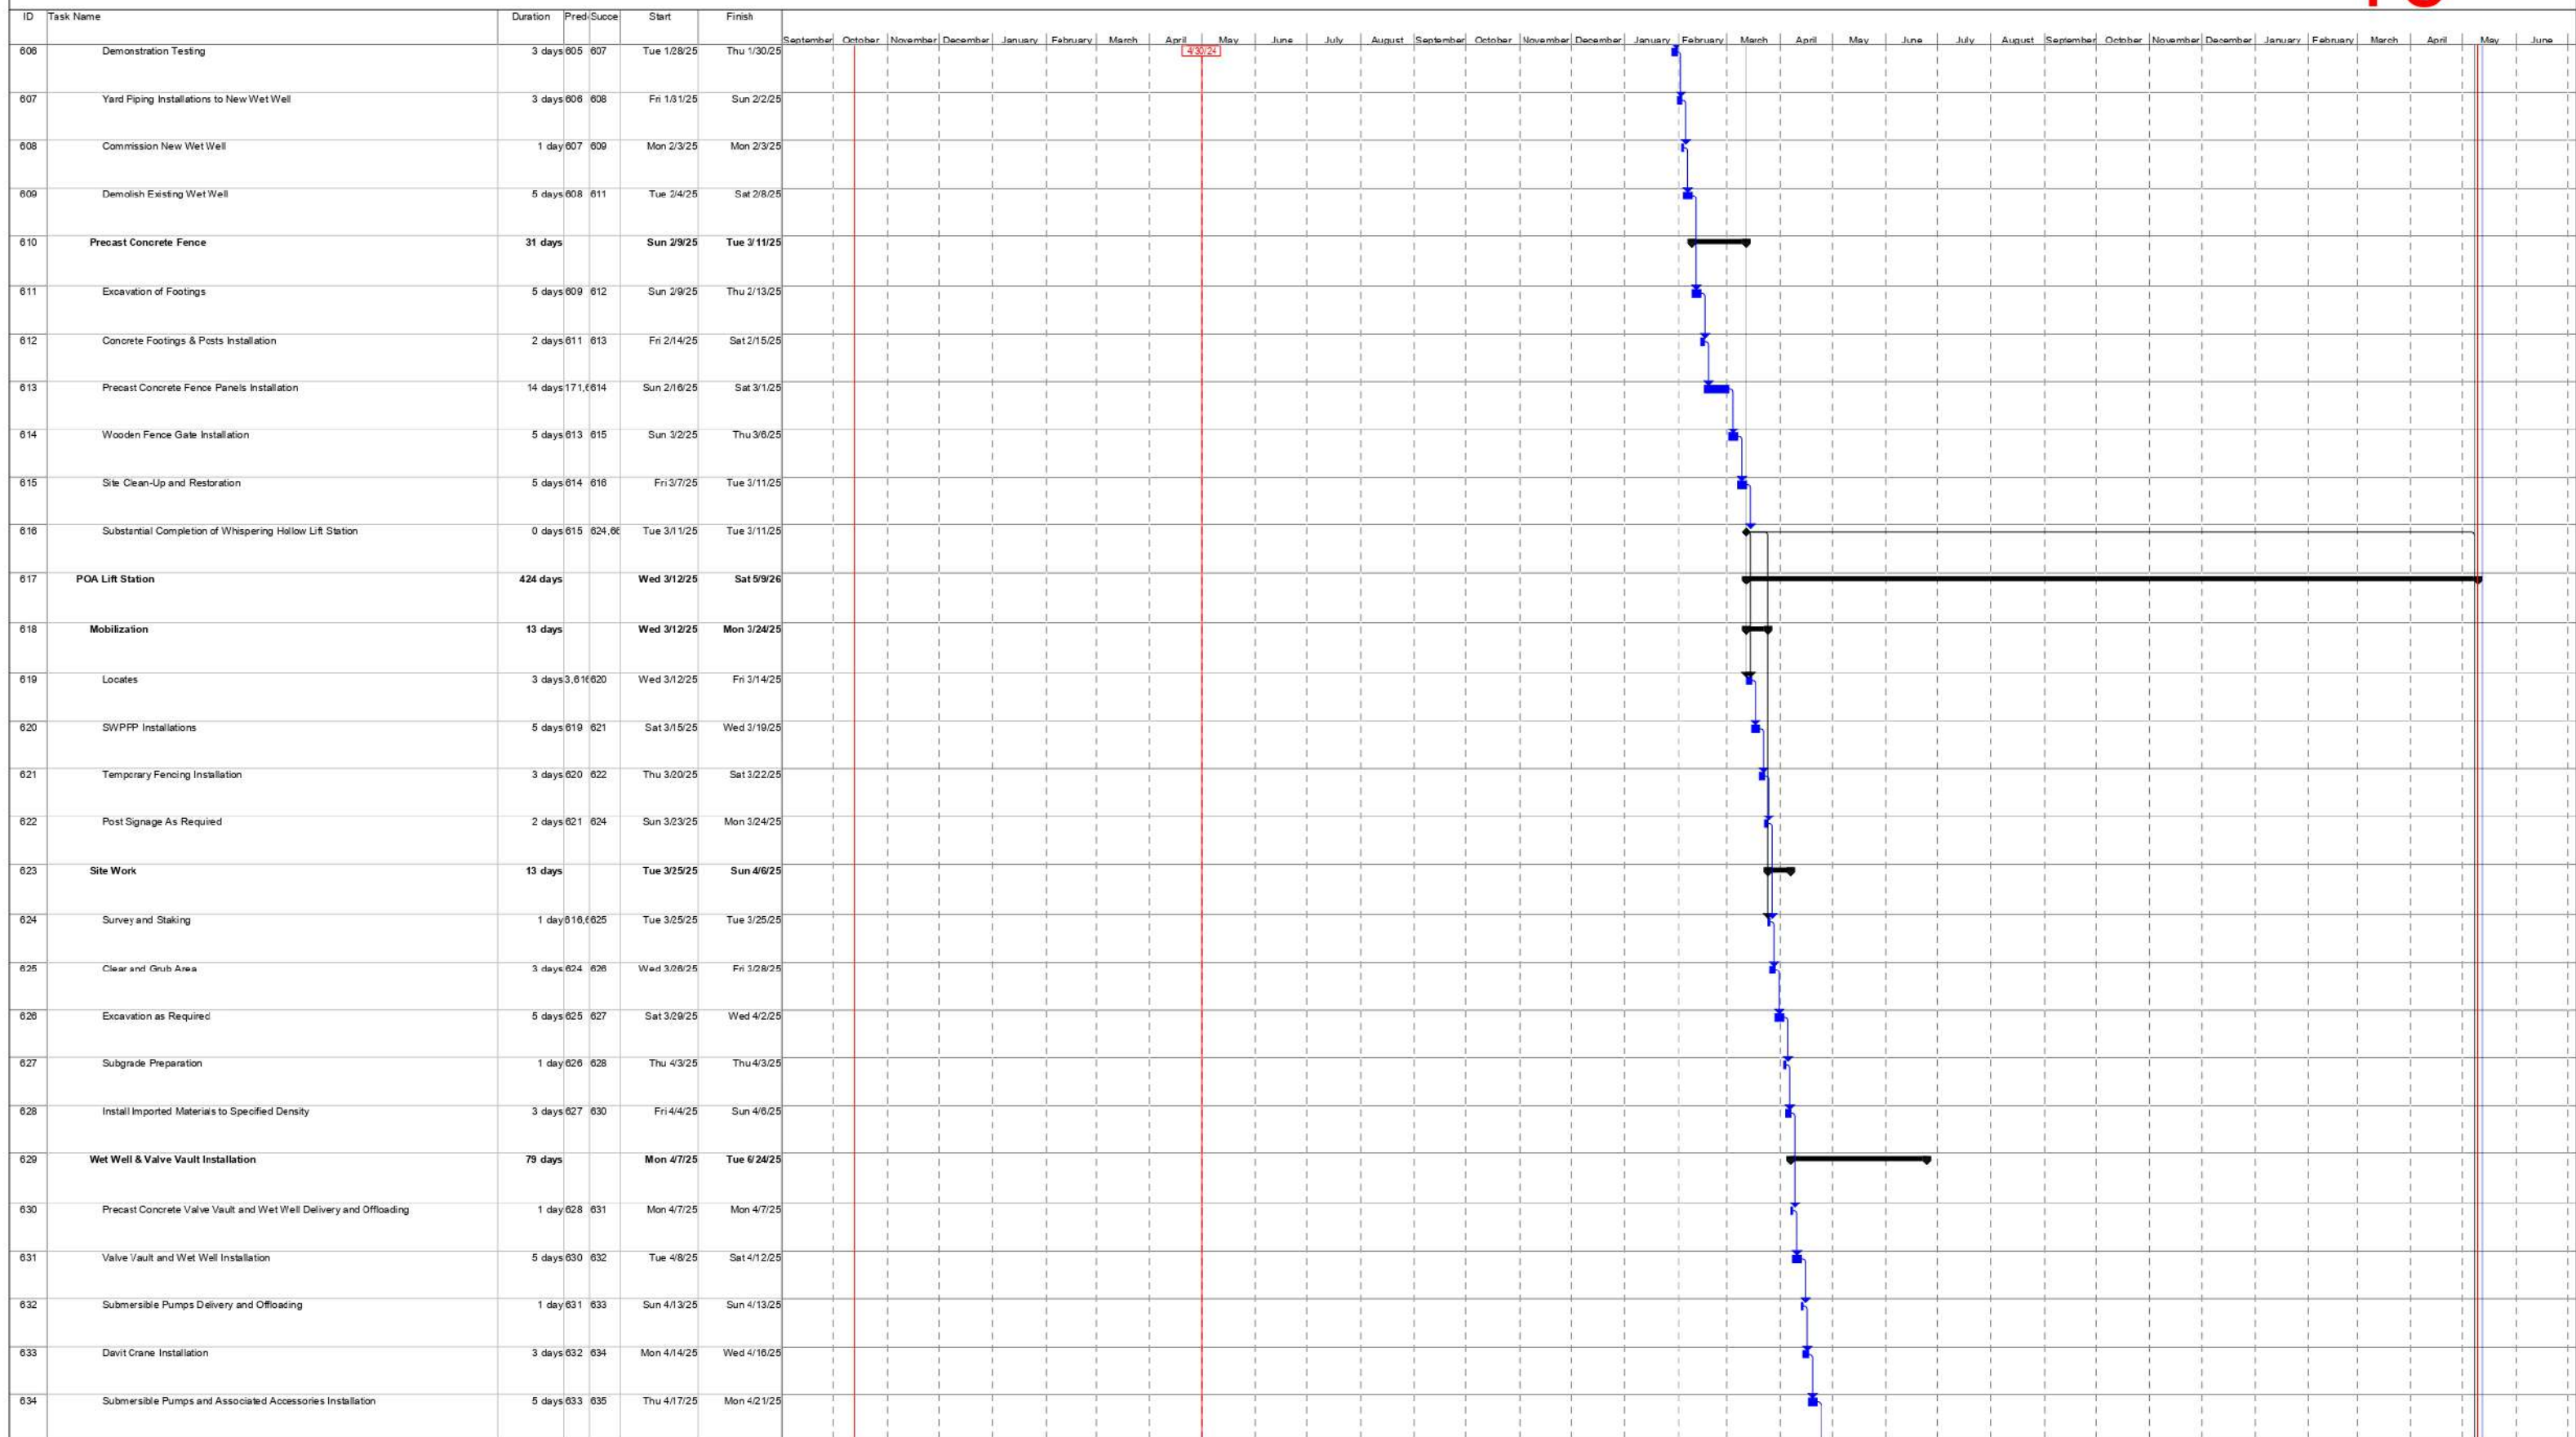 ID Task Name Duration Pred Succe Start Finish
September October November December January February March April May June July August September October November December January February March April May June July August September October November December January February March April May June
4/30/24
606 Demonstration Testing 3 days 605 607 Tue 1/28/25 Thu 1/30/25
607 Yard Piping Installations to New Wet Well 3 days 606 608 Fri 1/31/25 Sun 2/2/25
608 Commission New Wet Well 1 day 607 609 Mon 2/3/25 Mon 2/3/25
609 Demolish Existing Wet Well 5 days 608 611 Tue 2/4/25 Sat 2/8/25
610 Precast Concrete Fence 31 days Sun 2/9/25 Tue 3/11/25
611 Excavation of Footings 5 days 609 612 Sun 2/9/25 Thu 2/13/25
612 Concrete Footings & Posts Installation 2 days 611 613 Fri 2/14/25 Sat 2/15/25
613 Precast Concrete Fence Panels Installation 14 days 171,6 614 Sun 2/16/25 Sat 3/1/25
614 Wooden Fence Gate Installation 5 days 613 615 Sun 3/2/25 Thu 3/6/25
615 Site Clean-Up and Restoration 5 days 614 616 Fri 3/7/25 Tue 3/11/25
616 Substantial Completion of Whispering Hollow Lift Station 0 days 615 624,66 Tue 3/11/25 Tue 3/11/25
617 POA Lift Station 424 days Wed 3/12/25 Sat 5/9/26
618 Mobilization 13 days Wed 3/12/25 Mon 3/24/25
619 Locates 3 days 3,616 620 Wed 3/12/25 Fri 3/14/25
620 SWPPP Installations 5 days 619 621 Sat 3/15/25 Wed 3/19/25
621 Temporary Fencing Installation 3 days 620 622 Thu 3/20/25 Sat 3/22/25
622 Post Signage As Required 2 days 621 624 Sun 3/23/25 Mon 3/24/25
623 Site Work 13 days Tue 3/25/25 Sun 4/6/25
624 Survey and Staking 1 day 616,6 625 Tue 3/25/25 Tue 3/25/25
625 Clear and Grub Area 3 days 624 626 Wed 3/26/25 Fri 3/28/25
626 Excavation as Required 5 days 625 627 Sat 3/29/25 Wed 4/2/25
627 Subgrade Preparation 1 day 626 628 Thu 4/3/25 Thu 4/3/25
628 Install Imported Materials to Specified Density 3 days 627 630 Fri 4/4/25 Sun 4/6/25
629 Wet Well & Valve Vault Installation 79 days Mon 4/7/25 Tue 6/24/25
630 Precast Concrete Valve Vault and Wet Well Delivery and Offloading 1 day 628 631 Mon 4/7/25 Mon 4/7/25
631 Valve Vault and Wet Well Installation 5 days 630 632 Tue 4/8/25 Sat 4/12/25
632 Submersible Pumps Delivery and Offloading 1 day 631 633 Sun 4/13/25 Sun 4/13/25
633 Davit Crane Installation 3 days 632 634 Mon 4/14/25 Wed 4/16/25
634 Submersible Pumps and Associated Accessories Installation 5 days 633 635 Thu 4/17/25 Mon 4/21/25